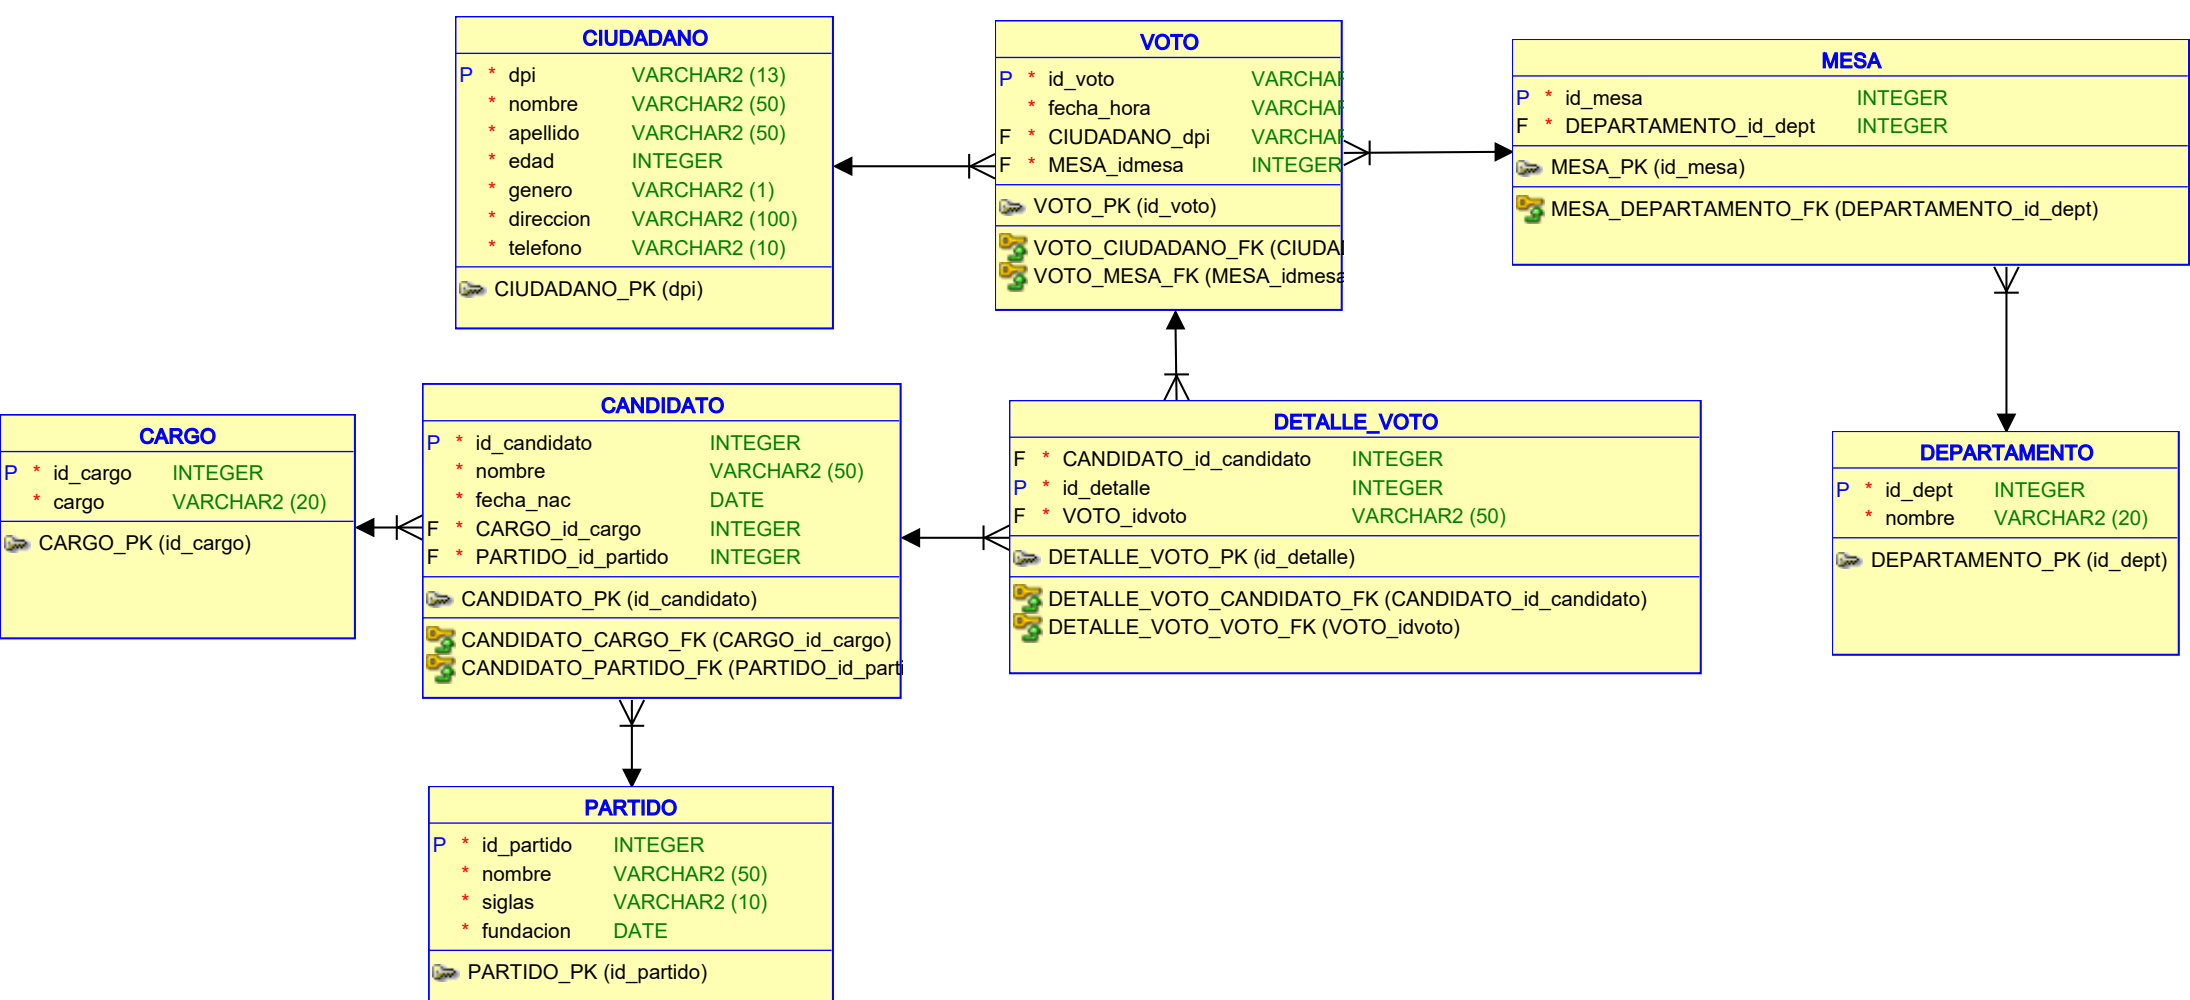 CIUDADANO
P * dpi VARCHAR2 (13)
* nombre VARCHAR2 (50)
* apellido VARCHAR2 (50)
* edad INTEGER
* genero VARCHAR2 (1)
* direccion VARCHAR2 (100)
* telefono VARCHAR2 (10)
CIUDADANO_PK (dpi)
VOTO
P * id_voto
* fecha_hora
F * CIUDADANO_dpi
F * MESA_idmesa INTEGER
VOTO_PK (id_voto)
VOTO_CIUDADANO_FK
VOTO_MESA_FK (MESA_idmesa
MESA
P * id_mesa INTEGER
F * DEPARTAMENTO_id_dept INTEGER
MESA_PK (id_mesa)
MESA_DEPARTAMENTO_FK (DEPARTAMENTO_id_dept)
CARGO
P * id_cargo INTEGER
* cargo VARCHAR2 (20)
CARGO_PK (id_cargo)
CANDIDATO
P * id_candidato INTEGER
* nombre VARCHAR2 (50)
* fecha_nac DATE
F * CARGO_id_cargo INTEGER
F * PARTIDO_id_partido INTEGER
CANDIDATO_PK (id_candidato)
CANDIDATO_CARGO_FK (CARGO_id_cargo)
CANDIDATO_PARTIDO_FK (PARTIDO_id_parti
DETALLE_VOTO
F * CANDIDATO_id_candidato INTEGER
P * id_detalle INTEGER
F * VOTO_idvoto VARCHAR2 (50)
DETALLE_VOTO_PK (id_detalle)
DETALLE_VOTO_CANDIDATO_FK (CANDIDATO_id_candidato)
DETALLE_VOTO_VOTO_FK (VOTO_idvoto)
DEPARTAMENTO
P * id_dept INTEGER
* nombre VARCHAR2 (20)
DEPARTAMENTO_PK (id_dept)
PARTIDO
P * id_partido INTEGER
* nombre VARCHAR2 (50)
* siglas VARCHAR2 (10)
* fundacion DATE
PARTIDO_PK (id_partido)